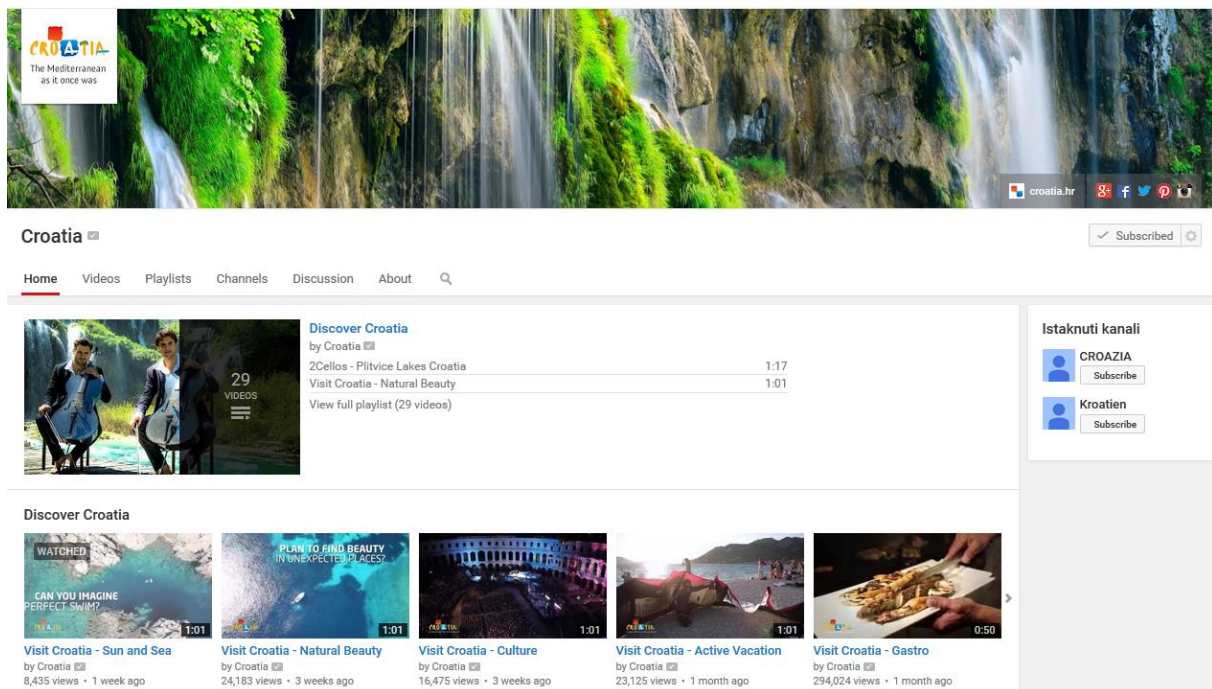 CROATIA
The Mediterranean
as it once was
croatia.hr
Croatia
Subscribed
Home Videos Playlists Channels Discussion About
29
VIDEOS
Discover Croatia
by Croatia
2Cellos - Plitvice Lakes Croatia 1:17
Visit Croatia - Natural Beauty 1:01
View full playlist (29 videos)
Istaknuti kanali
CROAZIA
Subscribe
Kroatien
Subscribe
Discover Croatia
WATCHED
CAN YOU IMAGINE
PERFECT SWIM?
CROATIA
1:01
Visit Croatia - Sun and Sea
by Croatia
8,435 views • 1 week ago
PLAN TO FIND BEAUTY
IN UNEXPECTED PLACES?
CROATIA
1:01
Visit Croatia - Natural Beauty
by Croatia
24,183 views • 3 weeks ago
CROATIA
1:01
Visit Croatia - Culture
by Croatia
16,475 views • 3 weeks ago
CROATIA
1:01
Visit Croatia - Active Vacation
by Croatia
23,125 views • 1 month ago
0:50
Visit Croatia - Gastro
by Croatia
294,024 views • 1 month ago